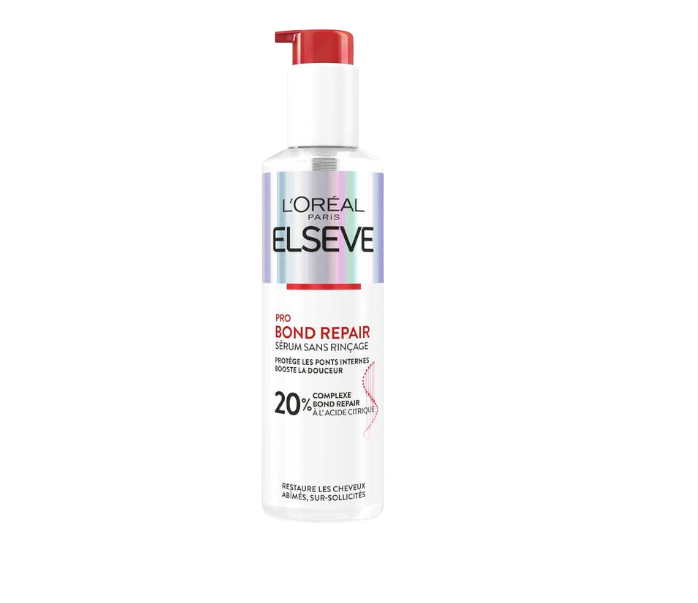 L'ORÉAL
PARIS
ELSEVE
PRO
BOND REPAIR
SÉRUM SANS RINÇAGE
PROTÈGE LES PONTS INTERNES
BOOSTE LA DOUCEUR
20% COMPLEXE
BOND REPAIR
À L'ACIDE CITRIQUE
RESTAURE LES CHEVEUX
ABÎMÉS, SUR-SOLLICITÉS